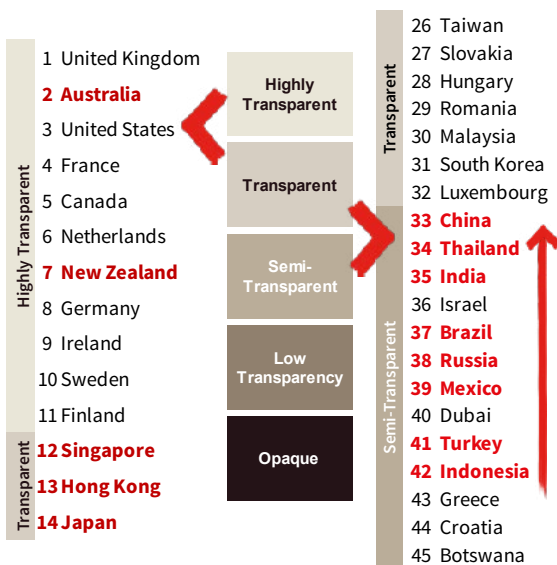 Highly Transparent
1 United Kingdom
2 Australia
3 United States
4 France
5 Canada
6 Netherlands
7 New Zealand
8 Germany
9 Ireland
10 Sweden
11 Finland
Transparent
12 Singapore
13 Hong Kong
14 Japan
Highly
Transparent
Transparent
Semi-
Transparent
Low
Transparency
Opaque
Transparent
26 Taiwan
27 Slovakia
28 Hungary
29 Romania
30 Malaysia
31 South Korea
32 Luxembourg
Semi-Transparent
33 China
34 Thailand
35 India
36 Israel
37 Brazil
38 Russia
39 Mexico
40 Dubai
41 Turkey
42 Indonesia
43 Greece
44 Croatia
45 Botswana